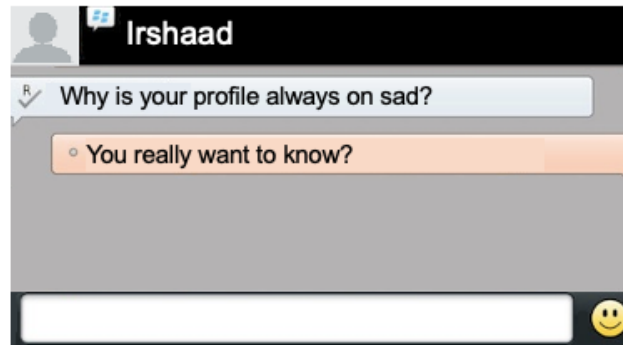 Irshaad
R
Why is your profile always on sad?
You really want to know?